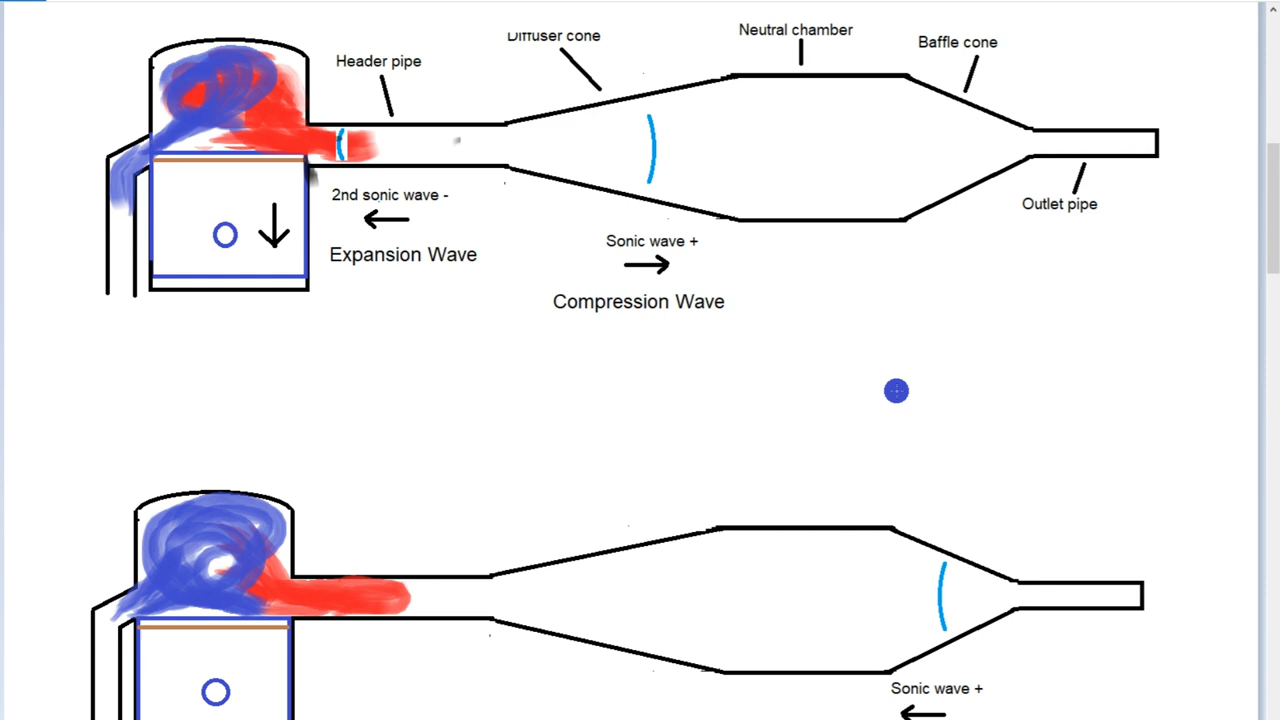 Diffuser cone
Neutral chamber
Baffle cone
Header pipe
2nd sonic wave -
Expansion Wave
Sonic wave +
Compression Wave
Outlet pipe
Sonic wave +